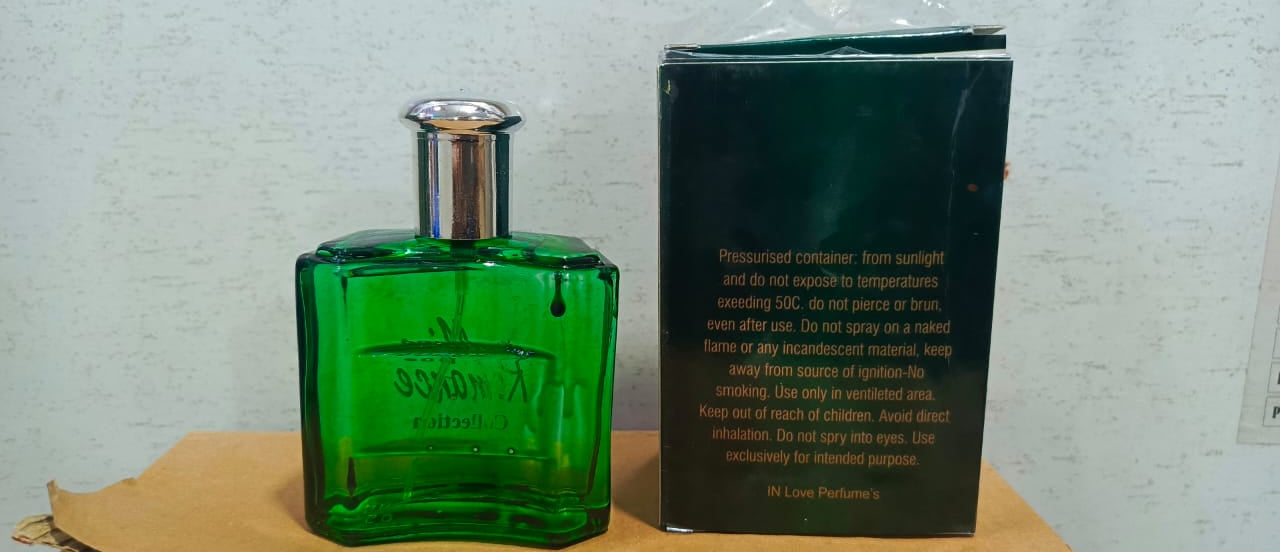 Romance
Collection
Pressurised container: from sunlight
and do not expose to temperatures
exeeding 50C. do not pierce or brun,
even after use. Do not spray on a naked
flame or any incandescent material, keep
away from source of ignition-No
smoking. Use only in ventileted area.
Keep out of reach of children. Avoid direct
inhalation. Do not spry into eyes. Use
exclusively for intended purpose.
IN Love Perfume's